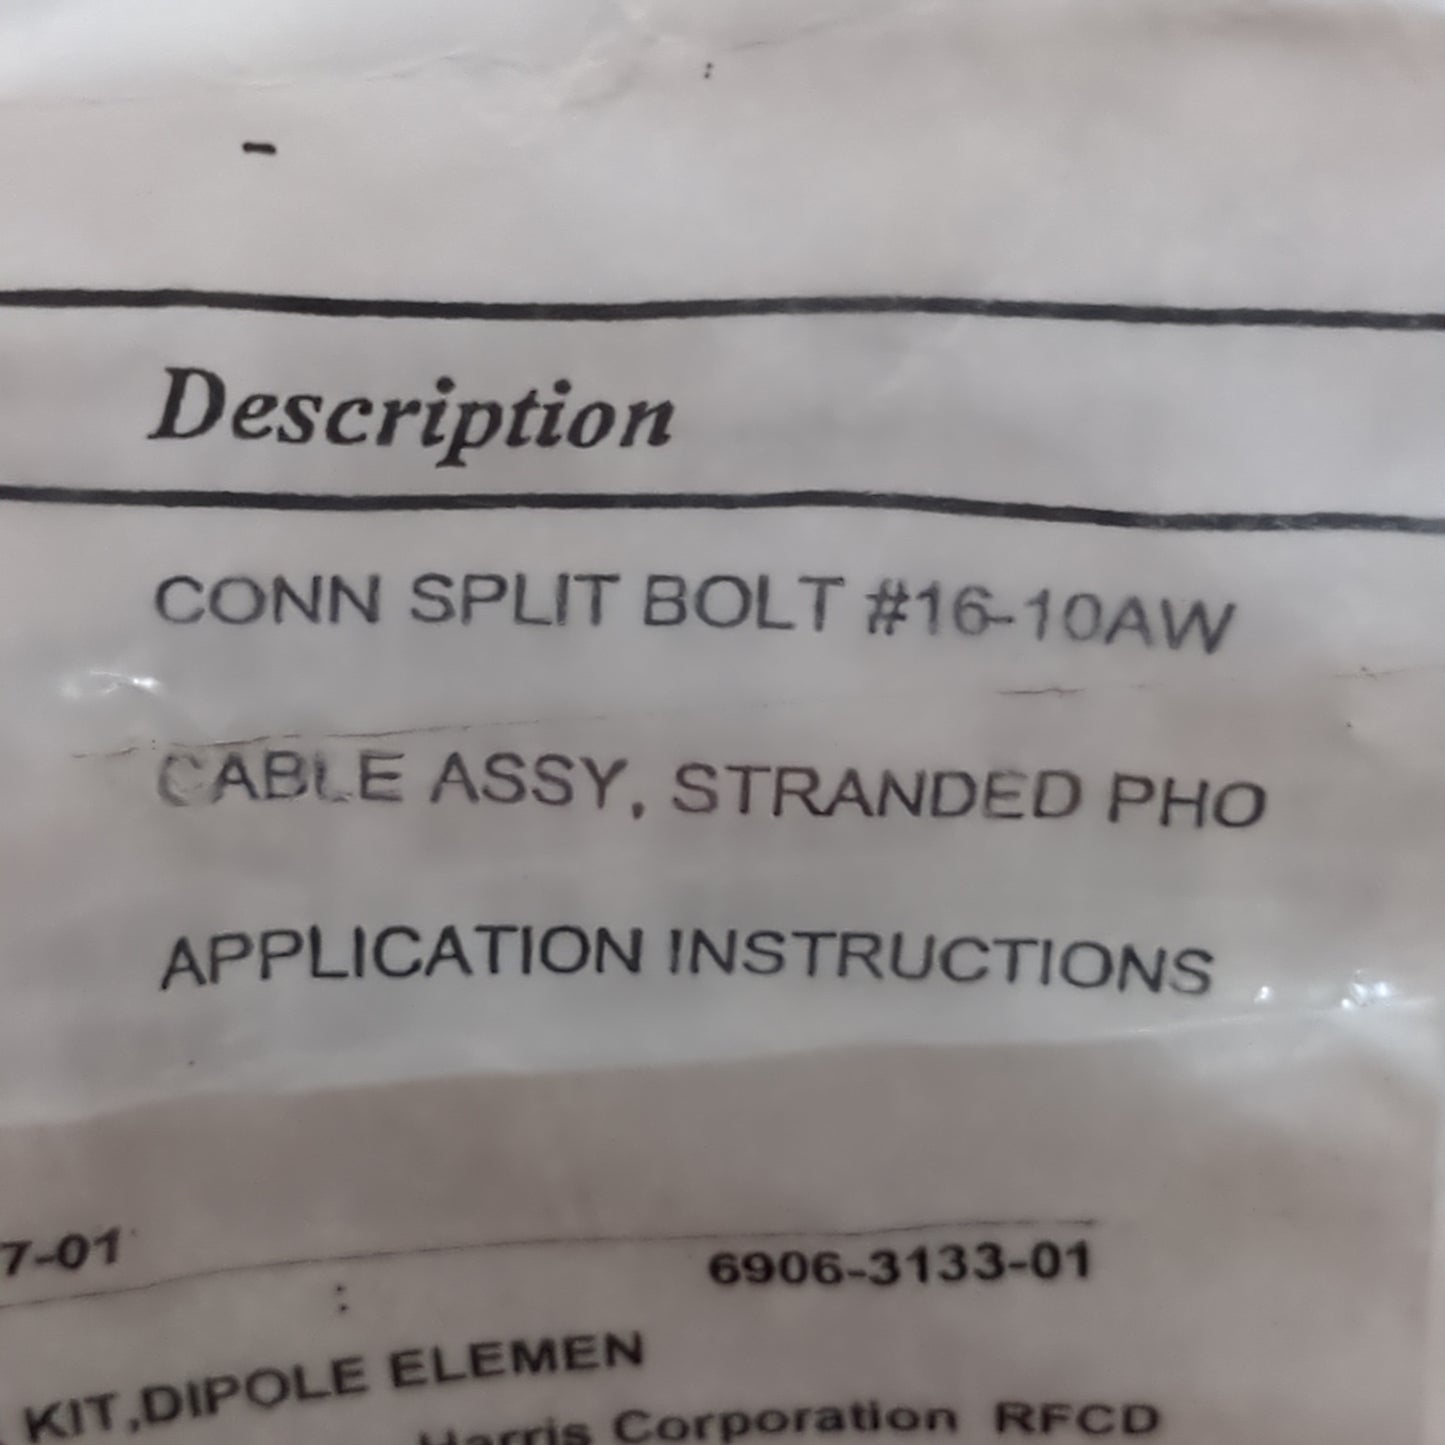 -
Description
CONN SPLIT BOLT #16-10AW
CABLE ASSY, STRANDED PHO
APPLICATION INSTRUCTIONS
7-01 6906-3133-01
KIT,DIPOLE ELEMEN
Harris Corporation RFCD